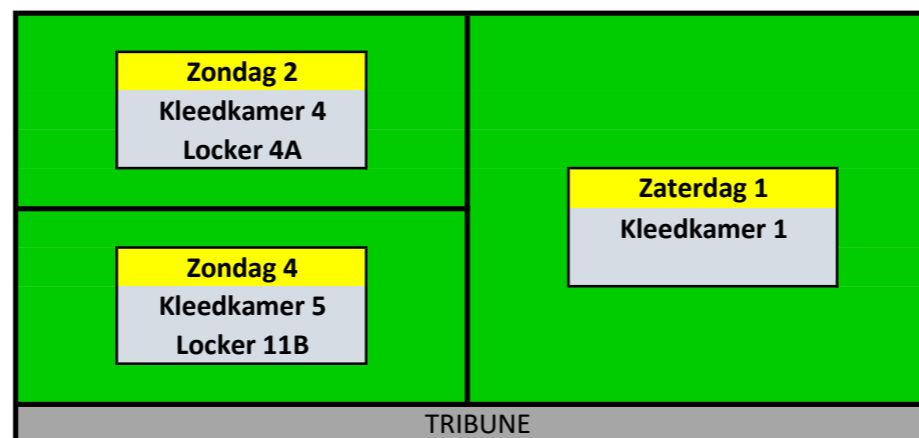 Zondag 2
Kleedkamer 4
Locker 4A
Zondag 4
Kleedkamer 5
Locker 11B
Zaterdag 1
Kleedkamer 1
TRIBUNE